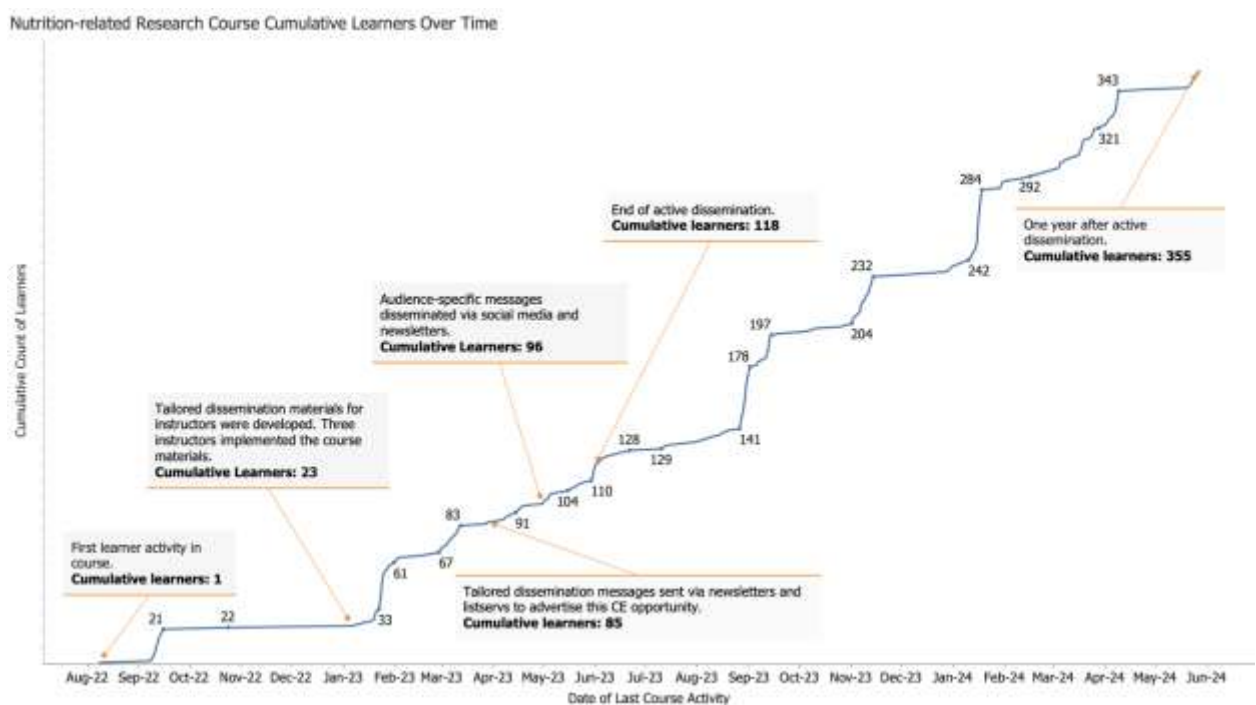 Nutrition-related Research Course Cumulative Learners Over Time
343
321
284
292
One year after active
dissemination.
Cumulative learners: 355
End of active dissemination.
Cumulative learners: 118
232
242
Audience-specific messages
disseminated via social media and
newsletters.
Cumulative Learners: 96
197
204
178
Tailored dissemination materials for
instructors were developed. Three
instructors implemented the course
materials.
Cumulative Learners: 23
128
129
141
110
104
83
91
First learner activity in
course.
Cumulative learners: 1
61
67
Tailored dissemination messages sent via newsletters and
listservs to advertise this CE opportunity.
Cumulative learners: 85
21
22
33
Cumulative Count of Learners
Aug-22 Sep-22 Oct-22 Nov-22 Dec-22 Jan-23 Feb-23 Mar-23 Apr-23 May-23 Jun-23 Jul-23 Aug-23 Sep-23 Oct-23 Nov-23 Dec-23 Jan-24 Feb-24 Mar-24 Apr-24 May-24 Jun-24
Date of Last Course Activity